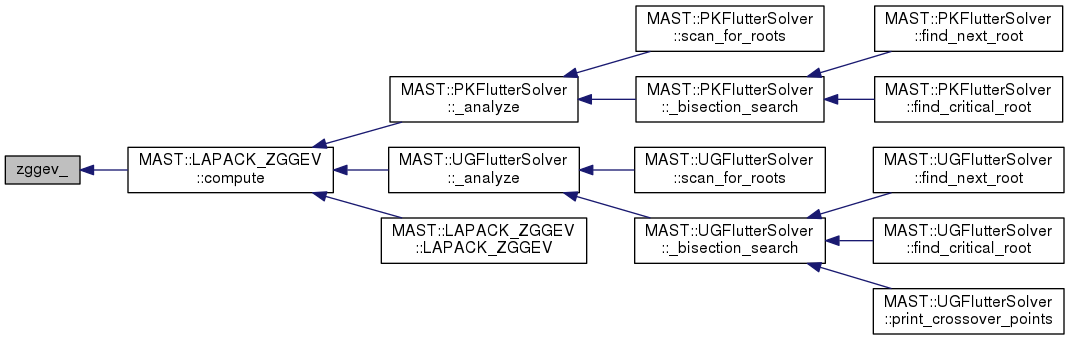 MAST::PKFlutterSolver
::scan_for_roots
MAST::PKFlutterSolver
::find_next_root
MAST::PKFlutterSolver
::_analyze
MAST::PKFlutterSolver
::_bisection_search
MAST::PKFlutterSolver
::find_critical_root
zggev_
MAST::LAPACK_ZGGEV
::compute
MAST::UGFlutterSolver
::_analyze
MAST::UGFlutterSolver
::scan_for_roots
MAST::UGFlutterSolver
::find_next_root
MAST::LAPACK_ZGGEV
::LAPACK_ZGGEV
MAST::UGFlutterSolver
::_bisection_search
MAST::UGFlutterSolver
::find_critical_root
MAST::UGFlutterSolver
::print_crossover_points